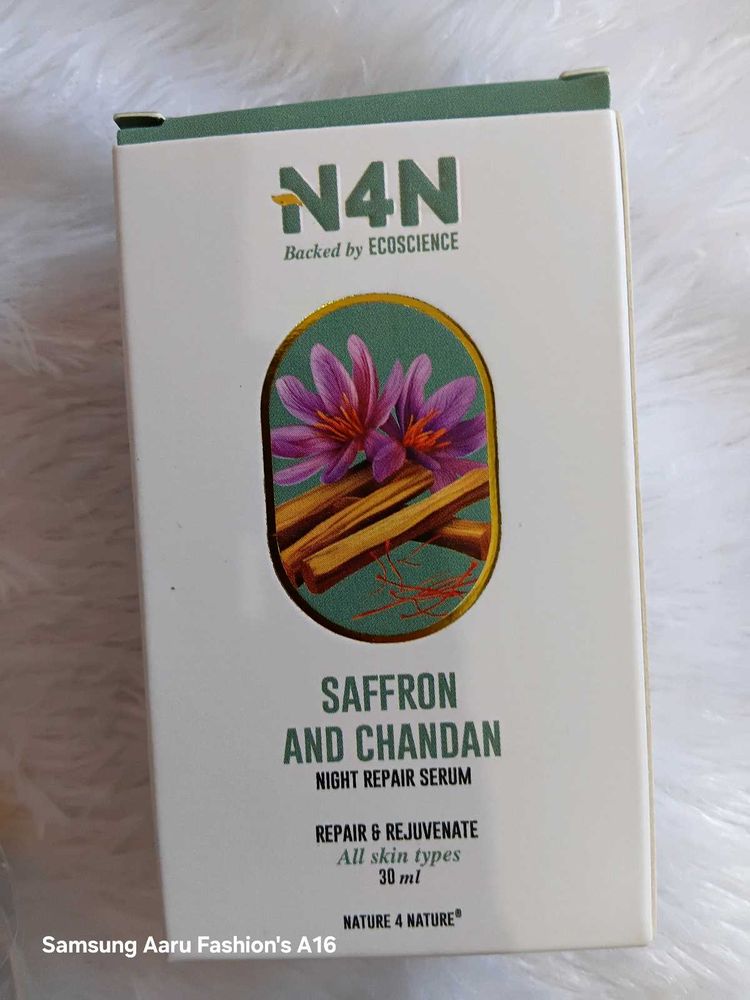 N4N
Backed by ECOSCIENCE
SAFFRON
AND CHANDAN
NIGHT REPAIR SERUM
REPAIR & REJUVENATE
All skin types
30 ml
NATURE 4 NATURE®
Samsung Aaru Fashion's A16